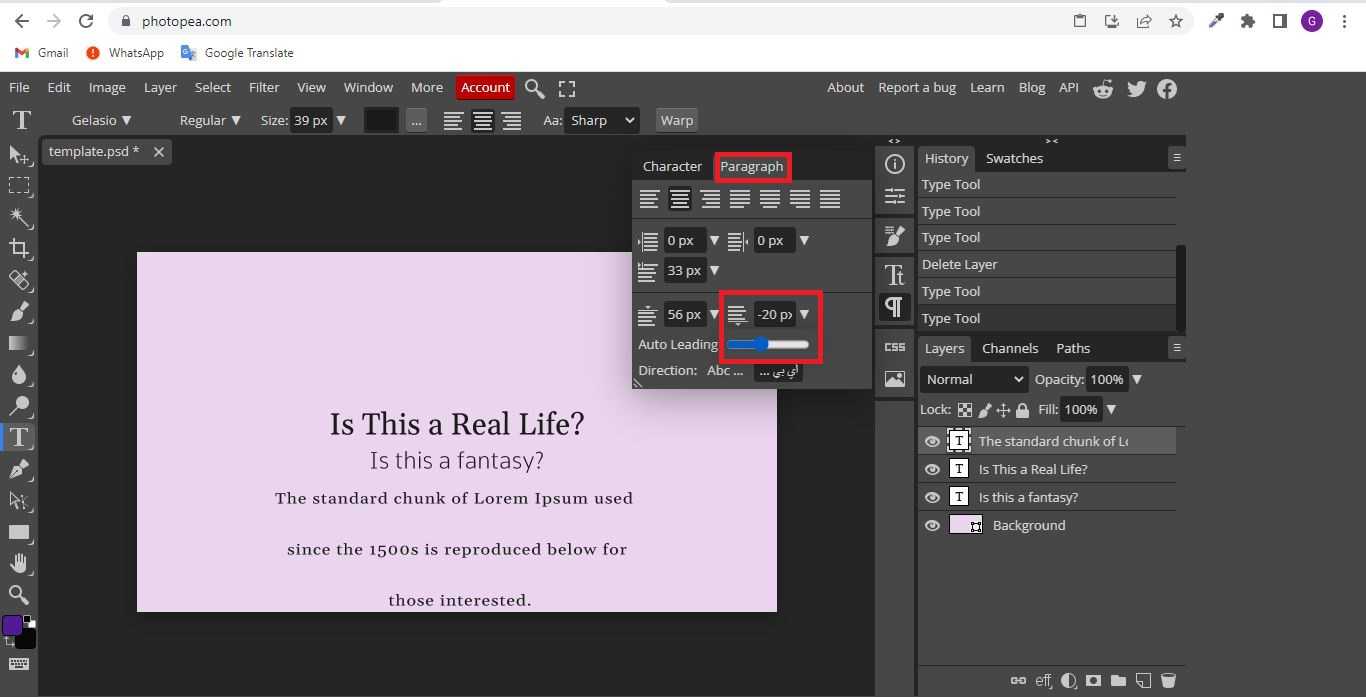 photopea.com
G
Gmail WhatsApp Google Translate
File Edit Image Layer Select Filter View Window More Account About Report a bug Learn Blog API
T Gelasio ▼ Regular ▼ Size: 39 px ▼ ... Aa: Sharp Warp
template.psd *
Character Paragraph
0 px ▼ 0 px ▼
33 px ▼
56 px ▼ -20 px ▼
Auto Leading
Direction: Abc ... ... أي بي
Is This a Real Life?
Is this a fantasy?
The standard chunk of Lorem Ipsum used
since the 1500s is reproduced below for
those interested.
CSS
History Swatches
Type Tool
Type Tool
Type Tool
Delete Layer
Type Tool
Type Tool
Layers Channels Paths
Normal Opacity: 100% ▼
Lock: Fill: 100% ▼
T The standard chunk of Lo
T Is This a Real Life?
T Is this a fantasy?
Background
eff